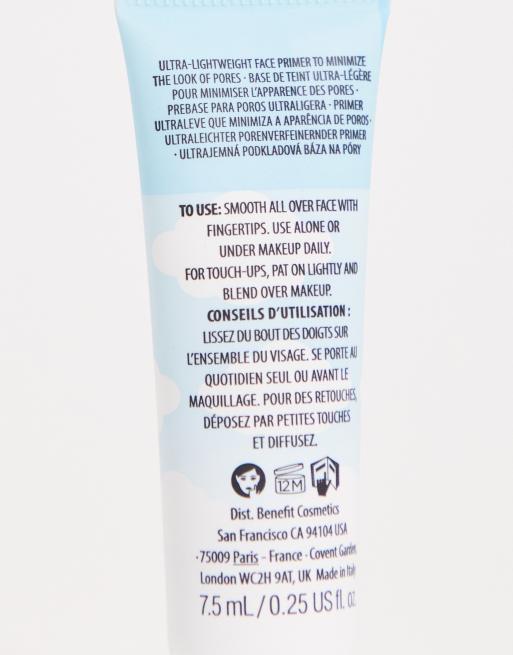 ULTRA-LIGHTWEIGHT FACE PRIMER TO MINIMIZE
THE LOOK OF PORES · BASE DE TEINT ULTRA-LÉGÈRE
POUR MINIMISER L'APPARENCE DES PORES ·
PREBASE PARA POROS ULTRALIGERA · PRIMER
ULTRALEVE QUE MINIMIZA A APARÊNCIA DE POROS ·
ULTRALEICHTER PORENVERFEINERNDER PRIMER
· ULTRAJEMNÁ PODKLADOVÁ BÁZA NA PÓRY
TO USE: SMOOTH ALL OVER FACE WITH
FINGERTIPS. USE ALONE OR
UNDER MAKEUP DAILY.
FOR TOUCH-UPS, PAT ON LIGHTLY AND
BLEND OVER MAKEUP.
CONSEILS D'UTILISATION :
LISSEZ DU BOUT DES DOIGTS SUR
L'ENSEMBLE DU VISAGE. SE PORTE AU
QUOTIDIEN SEUL OU AVANT LE
MAQUILLAGE. POUR DES RETOUCHES,
DÉPOSEZ PAR PETITES TOUCHES
ET DIFFUSEZ.
12M
Dist. Benefit Cosmetics
San Francisco CA 94104 USA
·75009 Paris – France · Covent Garden
London WC2H 9AT, UK Made in Italy
7.5 mL / 0.25 US fl. oz.